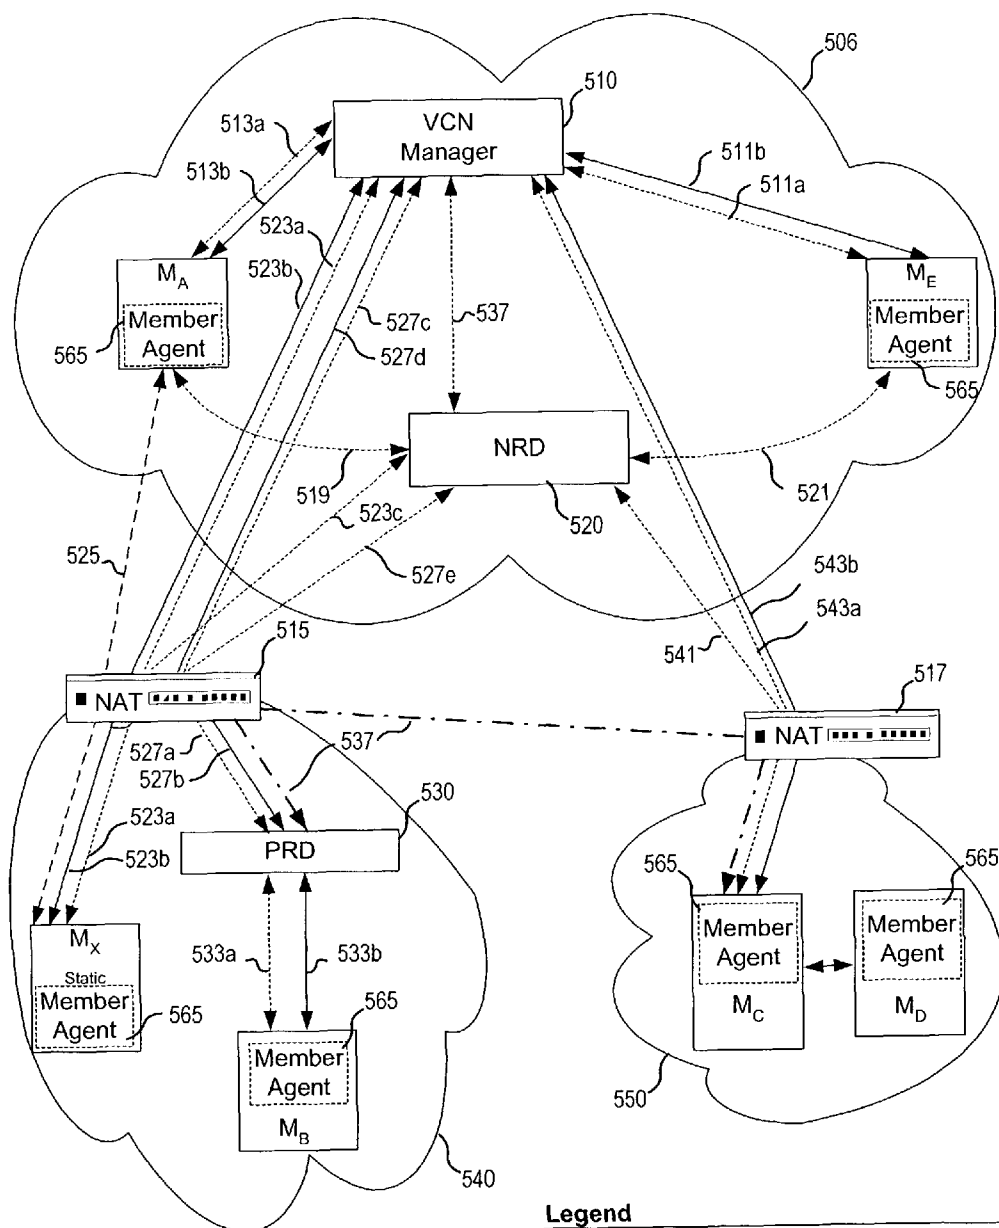 506
510
VCN
Manager
513a
513b
511b
511a
523a
523b
M_A
Member
Agent
565
M_E
Member
Agent
565
527c
527d
537
NRD
519
520
521
523c
527e
525
543b
543a
541
515
NAT
517
NAT
537
527a
527b
530
PRD
523a
523b
533a
533b
M_X
Static
Member
Agent
565
565
Member
Agent
M_B
540
565
Member
Agent
M_C
565
Member
Agent
M_D
550
Legend